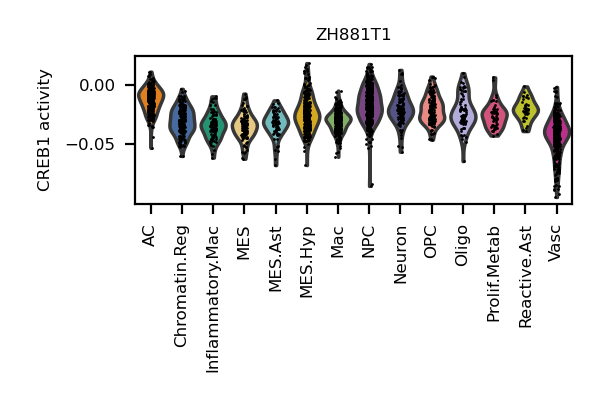 ZH881T1
CREB1 activity
0.00
−0.05
AC
Chromatin.Reg
Inflammatory.Mac
MES
MES.Ast
MES.Hyp
Mac
NPC
Neuron
OPC
Oligo
Prolif.Metab
Reactive.Ast
Vasc